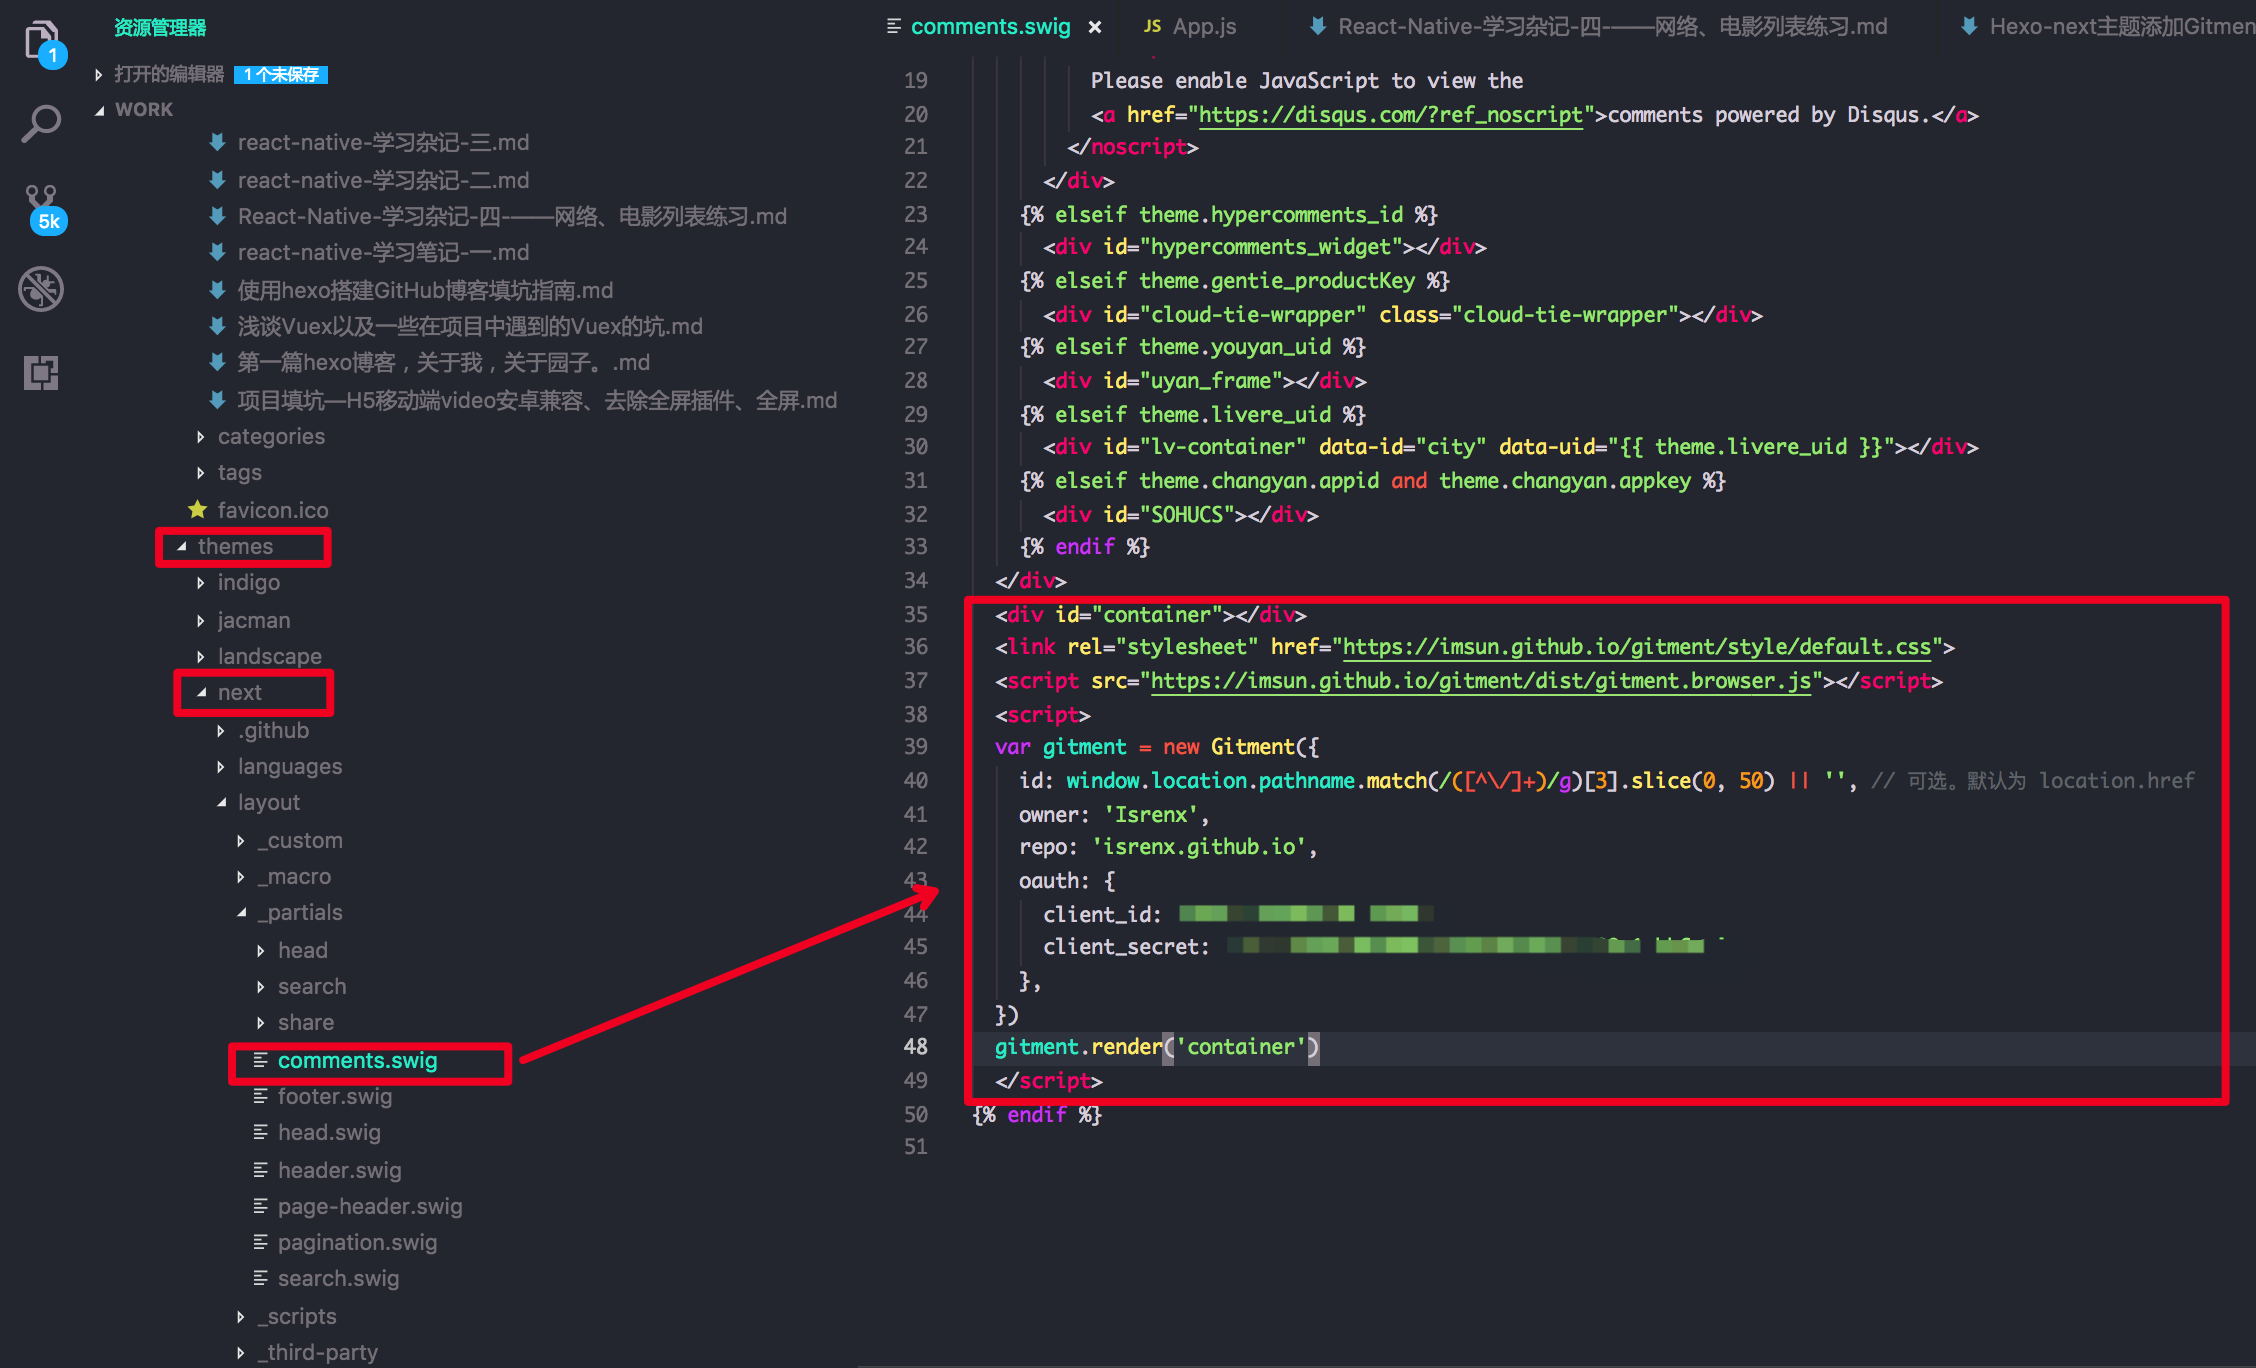 资源管理器
1
打开的编辑器 1 个未保存
WORK
5k
react-native-学习杂记-三.md
react-native-学习杂记-二.md
React-Native-学习杂记-四-——网络、电影列表练习.md
react-native-学习笔记-一.md
使用hexo搭建GitHub博客填坑指南.md
浅谈Vuex以及一些在项目中遇到的Vuex的坑.md
第一篇hexo博客，关于我，关于园子。.md
项目填坑—H5移动端video安卓兼容、去除全屏插件、全屏.md
categories
tags
favicon.ico
themes
indigo
jacman
landscape
next
.github
languages
layout
_custom
_macro
_partials
head
search
share
comments.swig
footer.swig
head.swig
header.swig
page-header.swig
pagination.swig
search.swig
_scripts
_third-party
comments.swig × JS App.js React-Native-学习杂记-四-——网络、电影列表练习.md Hexo-next主题添加Gitmen
19 Please enable JavaScript to view the
20 <a href="https://disqus.com/?ref_noscript">comments powered by Disqus.</a>
21 </noscript>
22 </div>
23 {% elseif theme.hypercomments_id %}
24 <div id="hypercomments_widget"></div>
25 {% elseif theme.gentie_productKey %}
26 <div id="cloud-tie-wrapper" class="cloud-tie-wrapper"></div>
27 {% elseif theme.youyan_uid %}
28 <div id="uyan_frame"></div>
29 {% elseif theme.livere_uid %}
30 <div id="lv-container" data-id="city" data-uid="{{ theme.livere_uid }}"></div>
31 {% elseif theme.changyan.appid and theme.changyan.appkey %}
32 <div id="SOHUCS"></div>
33 {% endif %}
34 </div>
35 <div id="container"></div>
36 <link rel="stylesheet" href="https://imsun.github.io/gitment/style/default.css">
37 <script src="https://imsun.github.io/gitment/dist/gitment.browser.js"></script>
38 <script>
39 var gitment = new Gitment({
40 id: window.location.pathname.match(/([^\/]+)/g)[3].slice(0, 50) || '', // 可选。默认为 location.href
41 owner: 'Isrenx',
42 repo: 'isrenx.github.io',
43 oauth: {
44 client_id:
45 client_secret:
46 },
47 })
48 gitment.render('container')
49 </script>
50 {% endif %}
51